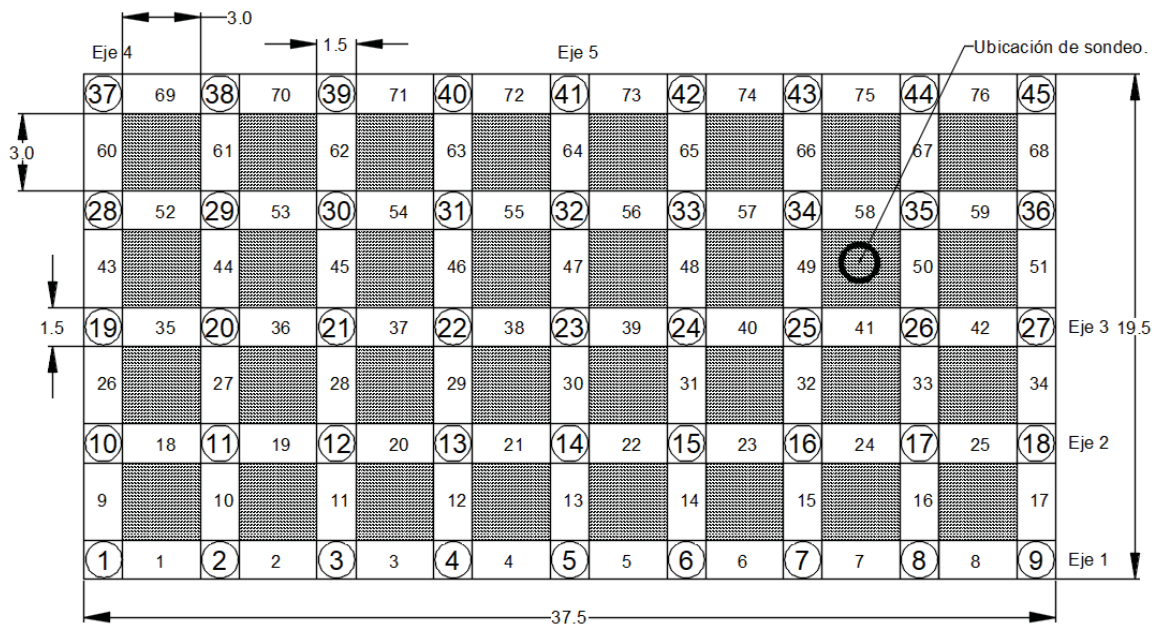 3.0
Eje 4 1.5 Eje 5 Ubicación de sondeo.
37 69 38 70 39 71 40 72 41 73 42 74 43 75 44 76 45
3.0 60 61 62 63 64 65 66 67 68
28 52 29 53 30 54 31 55 32 56 33 57 34 58 35 59 36
43 44 45 46 47 48 49 50 51
1.5 19 35 20 36 21 37 22 38 23 39 24 40 25 41 26 42 27 Eje 3 19.5
26 27 28 29 30 31 32 33 34
10 18 11 19 12 20 13 21 14 22 15 23 16 24 17 25 18 Eje 2
9 10 11 12 13 14 15 16 17
1 1 2 2 3 3 4 4 5 5 6 6 7 7 8 8 9 Eje 1
37.5